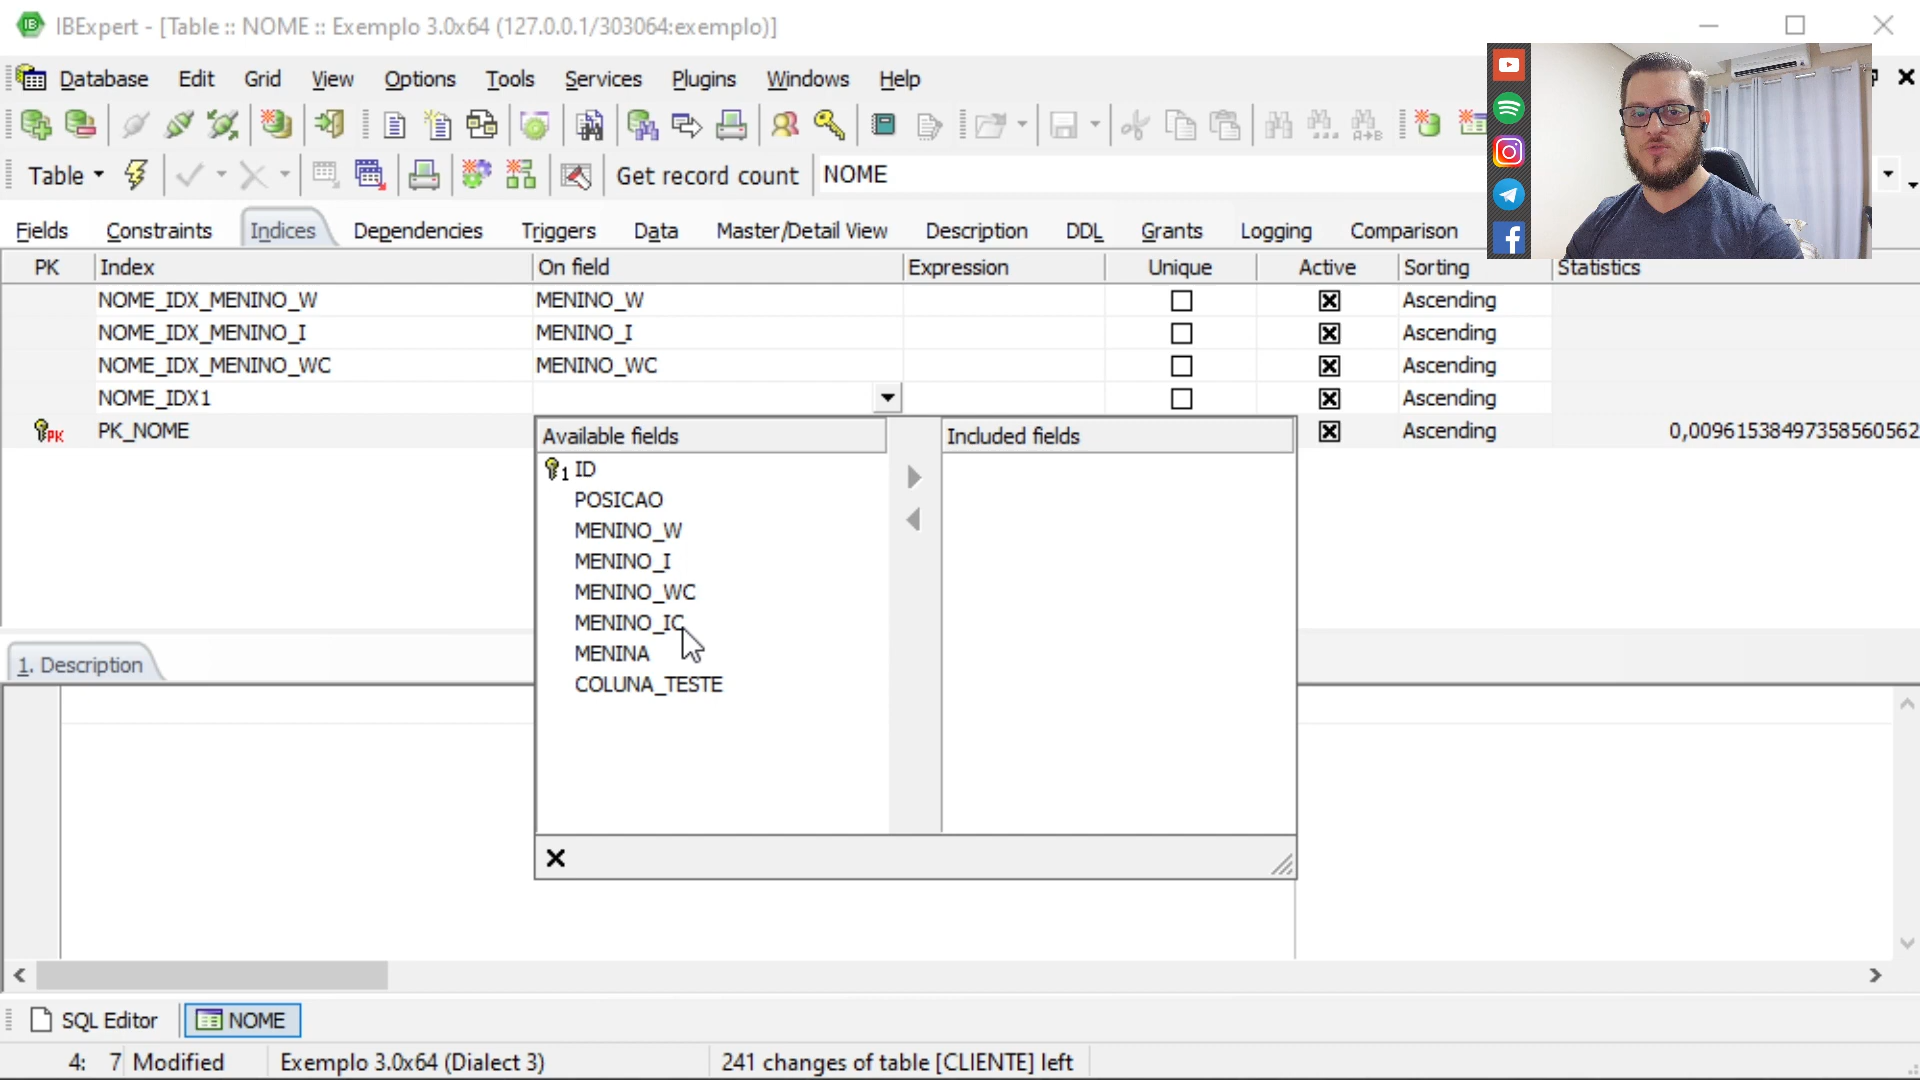 IBExpert - [Table :: NOME :: Exemplo 3.0x64 (127.0.0.1/303064:exemplo)]
Database Edit Grid View Options Tools Services Plugins Windows Help
Table Get record count NOME
Fields Constraints Indices Dependencies Triggers Data Master/Detail View Description DDL Grants Logging Comparison
PK Index On field Expression Unique Active Sorting Statistics
NOME_IDX_MENINO_W MENINO_W Ascending
NOME_IDX_MENINO_I MENINO_I Ascending
NOME_IDX_MENINO_WC MENINO_WC Ascending
NOME_IDX1 Ascending
PK PK_NOME Ascending 0,00961538497358560562
Available fields Included fields
1 ID
POSICAO
MENINO_W
MENINO_I
MENINO_WC
MENINO_IC
MENINA
COLUNA_TESTE
1. Description
SQL Editor NOME
4: 7 Modified Exemplo 3.0x64 (Dialect 3) 241 changes of table [CLIENTE] left